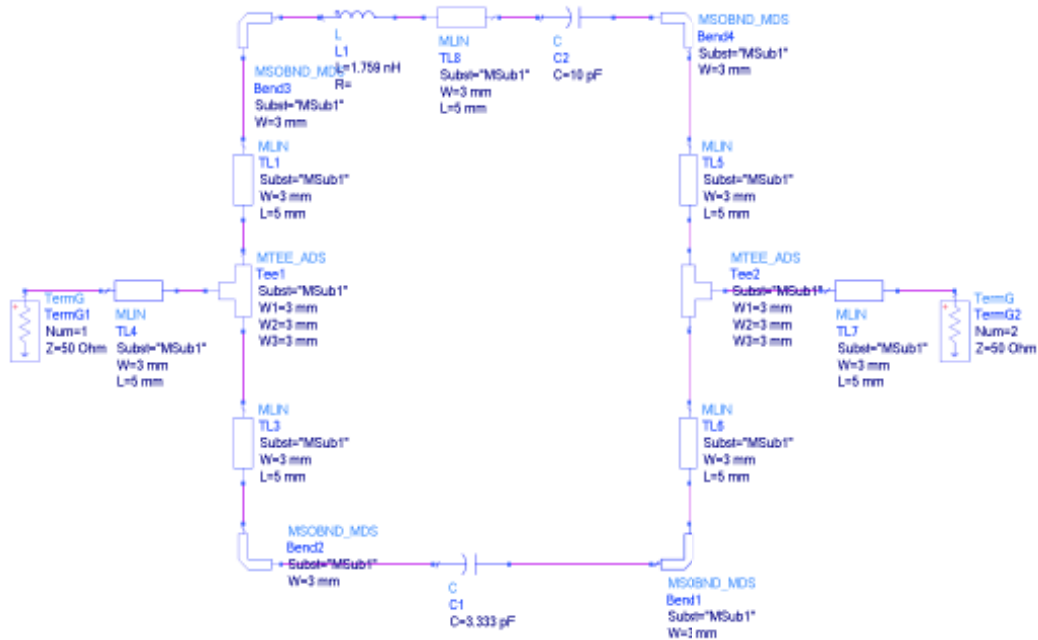 L
L1
L=1.759 nH
R=
MLIN
TL8
Subst="MSub1"
W=3 mm
L=5 mm
C
C2
C=10 pF
MSOBND_MDS
Bend4
Subst="MSub1"
W=3 mm
MSOBND_MDS
Bend3
Subst="MSub1"
W=3 mm
MLIN
TL1
Subst="MSub1"
W=3 mm
L=5 mm
MLIN
TL5
Subst="MSub1"
W=3 mm
L=5 mm
TermG
TermG1
Num=1
Z=50 Ohm
MLIN
TL4
Subst="MSub1"
W=3 mm
L=5 mm
MTEE_ADS
Tee1
Subst="MSub1"
W1=3 mm
W2=3 mm
W3=3 mm
MTEE_ADS
Tee2
Subst="MSub1"
W1=3 mm
W2=3 mm
W3=3 mm
MLIN
TL7
Subst="MSub1"
W=3 mm
L=5 mm
TermG
TermG2
Num=2
Z=50 Ohm
MLIN
TL3
Subst="MSub1"
W=3 mm
L=5 mm
MLIN
TL6
Subst="MSub1"
W=3 mm
L=5 mm
MSOBND_MDS
Bend2
Subst="MSub1"
W=3 mm
C
C1
C=3.333 pF
MSOBND_MDS
Bend1
Subst="MSub1"
W=3 mm